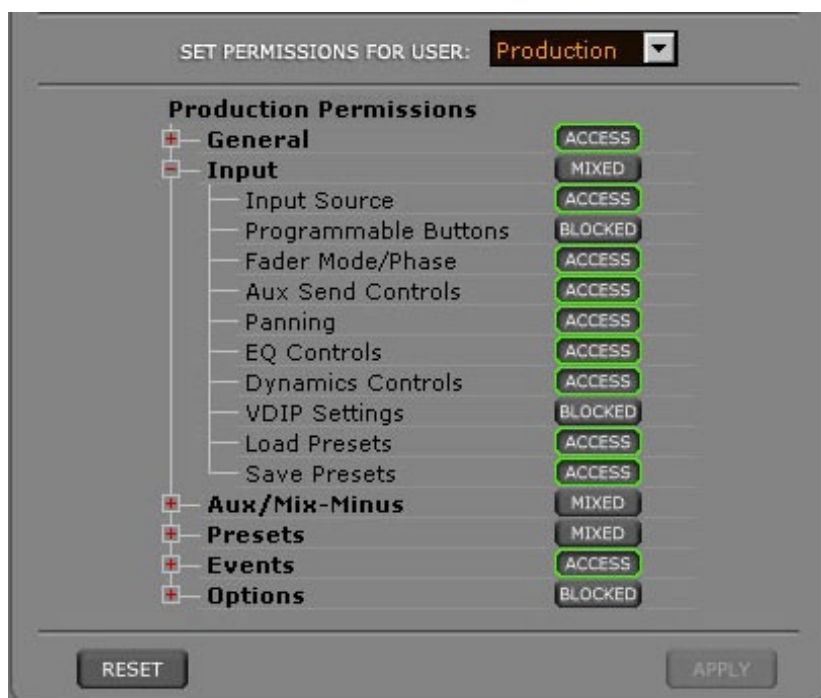 SET PERMISSIONS FOR USER: Production
Production Permissions
General ACCESS
Input MIXED
Input Source ACCESS
Programmable Buttons BLOCKED
Fader Mode/Phase ACCESS
Aux Send Controls ACCESS
Panning ACCESS
EQ Controls ACCESS
Dynamics Controls ACCESS
VDIP Settings BLOCKED
Load Presets ACCESS
Save Presets ACCESS
Aux/Mix-Minus MIXED
Presets MIXED
Events ACCESS
Options BLOCKED
RESET APPLY